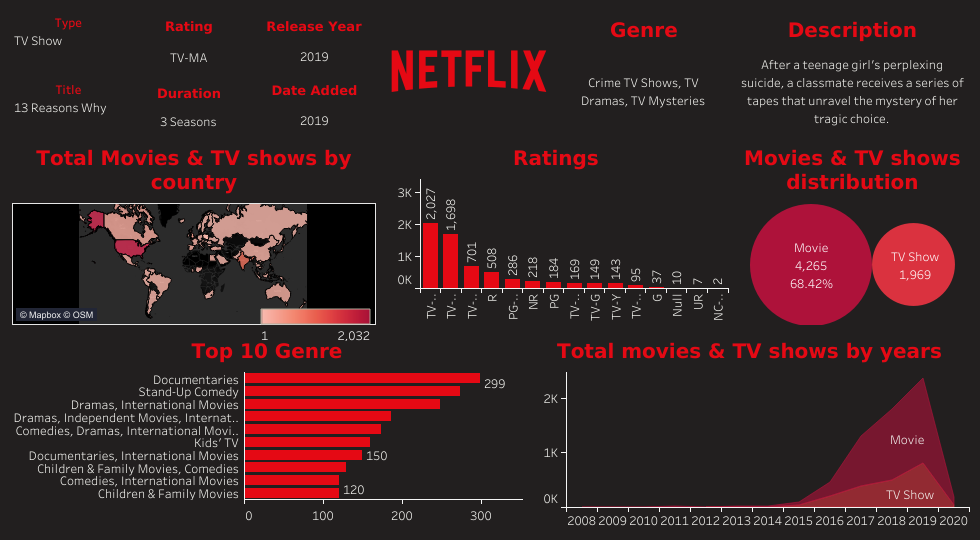 Type
TV Show
Rating
TV-MA
Release Year
2019
Title
13 Reasons Why
Duration
3 Seasons
Date Added
2019
NETFLIX
Genre
Crime TV Shows, TV
Dramas, TV Mysteries
Description
After a teenage girl's perplexing
suicide, a classmate receives a series of
tapes that unravel the mystery of her
tragic choice.
Total Movies & TV shows by
country
© Mapbox © OSM
1 2,032
Ratings
3K
2K
1K
0K
2,027 1,698 701 508 286 218 184 169 149 143 95 37 10 7 2
TV-.. TV-.. TV-.. R PG-.. NR PG TV-.. TV-G TV-Y TV-.. G Null UR NC-..
Movies & TV shows
distribution
Movie
4,265
68.42%
TV Show
1,969
Top 10 Genre
Documentaries 299
Stand-Up Comedy
Dramas, International Movies
Dramas, Independent Movies, Internat..
Comedies, Dramas, International Movi..
Kids' TV
Documentaries, International Movies 150
Children & Family Movies, Comedies
Comedies, International Movies
Children & Family Movies 120
0 100 200 300
Total movies & TV shows by years
2K
1K
0K
Movie
TV Show
2008 2009 2010 2011 2012 2013 2014 2015 2016 2017 2018 2019 2020